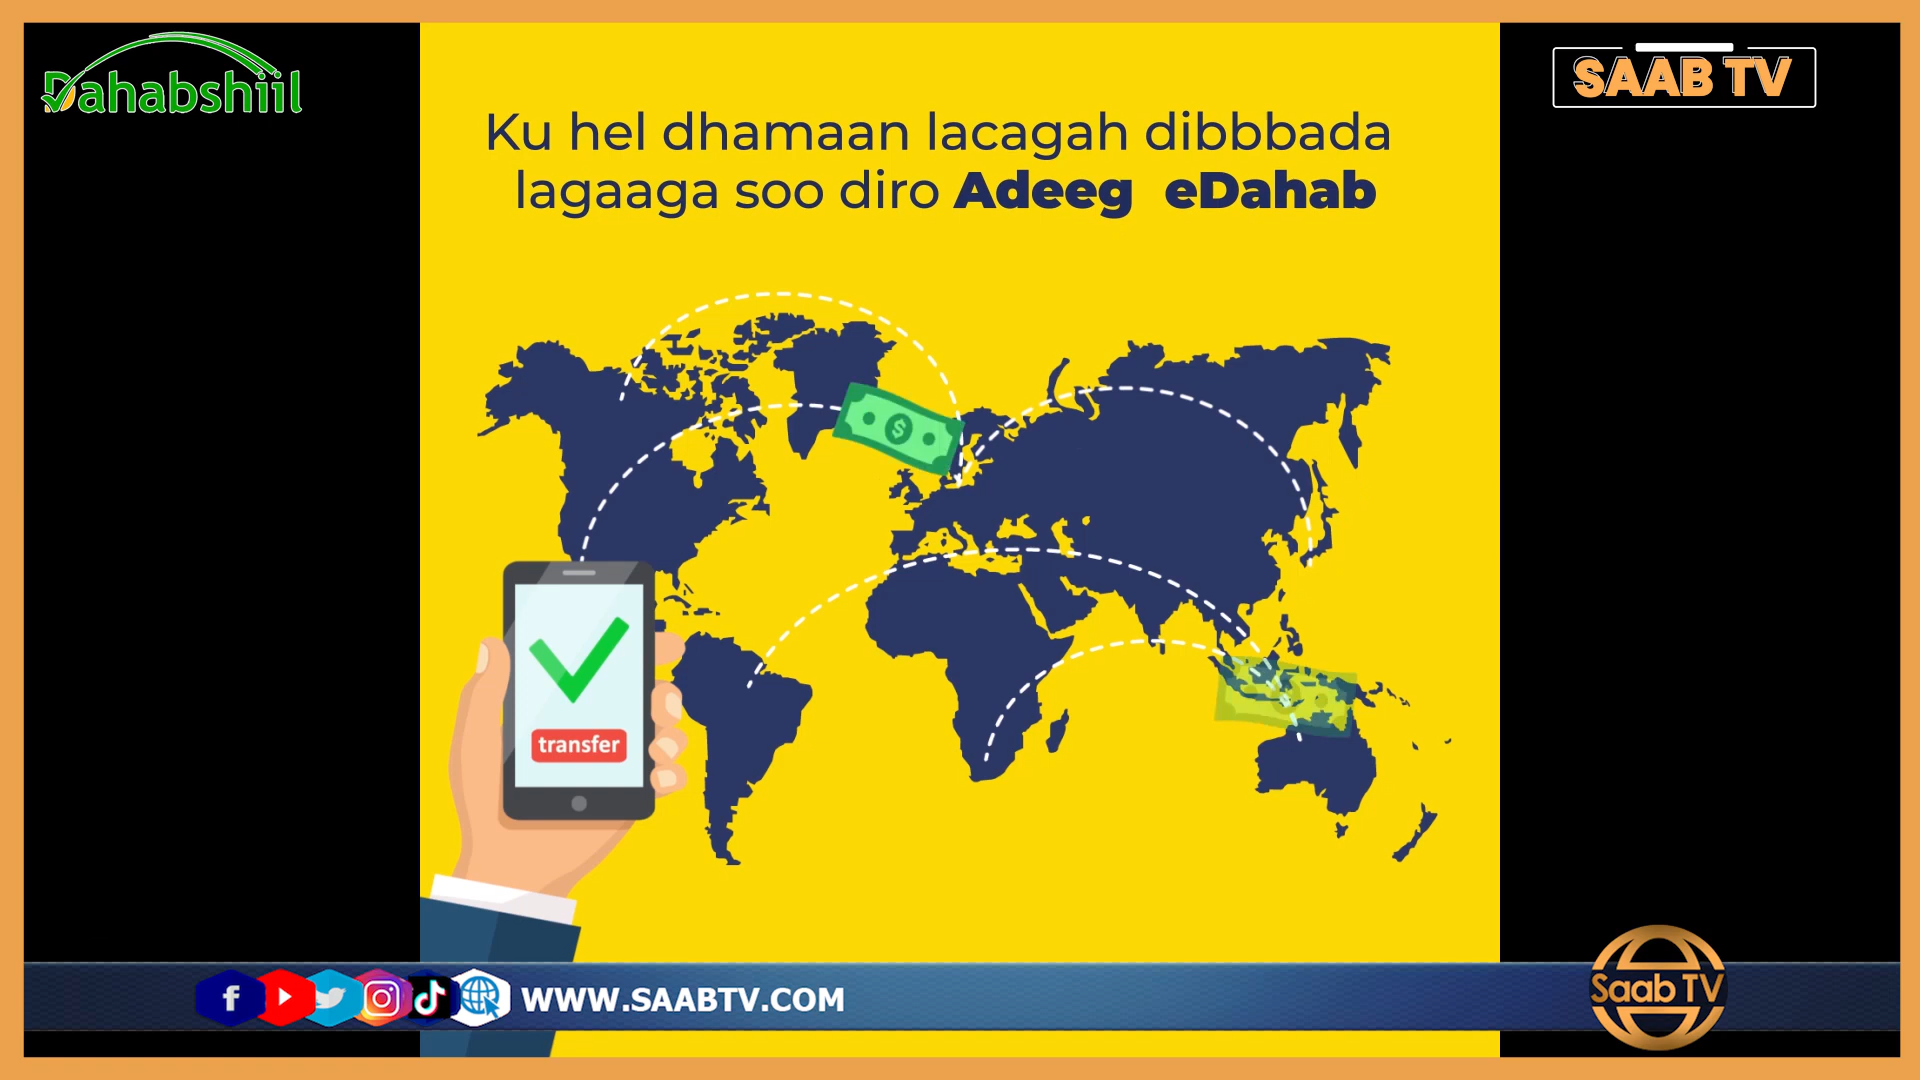 Dahabshiil
SAAB TV
Ku hel dhamaan lacagah dibbbada
lagaaga soo diro Adeeg eDahab
$
transfer
WWW.SAABTV.COM
Saab TV